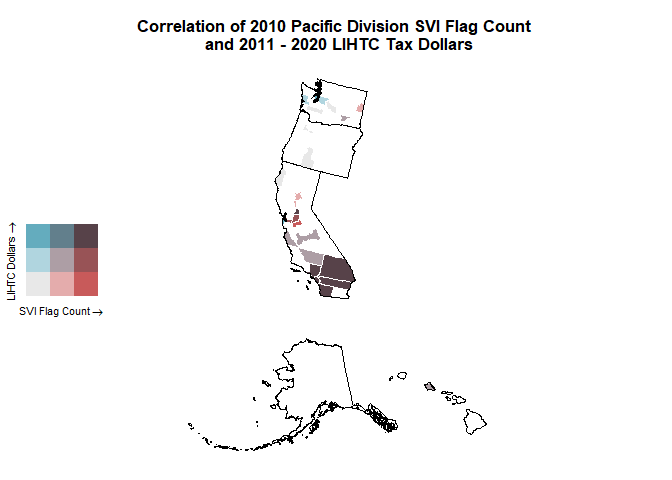 Correlation of 2010 Pacific Division SVI Flag Count
and 2011 - 2020 LIHTC Tax Dollars
LIHTC Dollars →
SVI Flag Count →